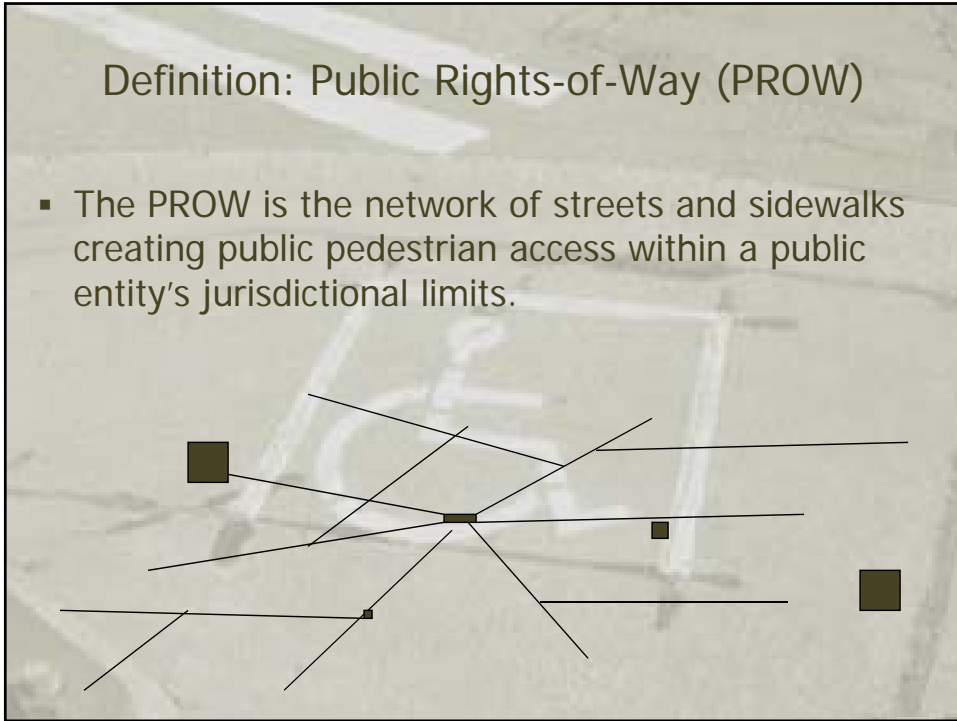 Definition: Public Rights-of-Way (PROW)
▪ The PROW is the network of streets and sidewalks
creating public pedestrian access within a public
entity's jurisdictional limits.